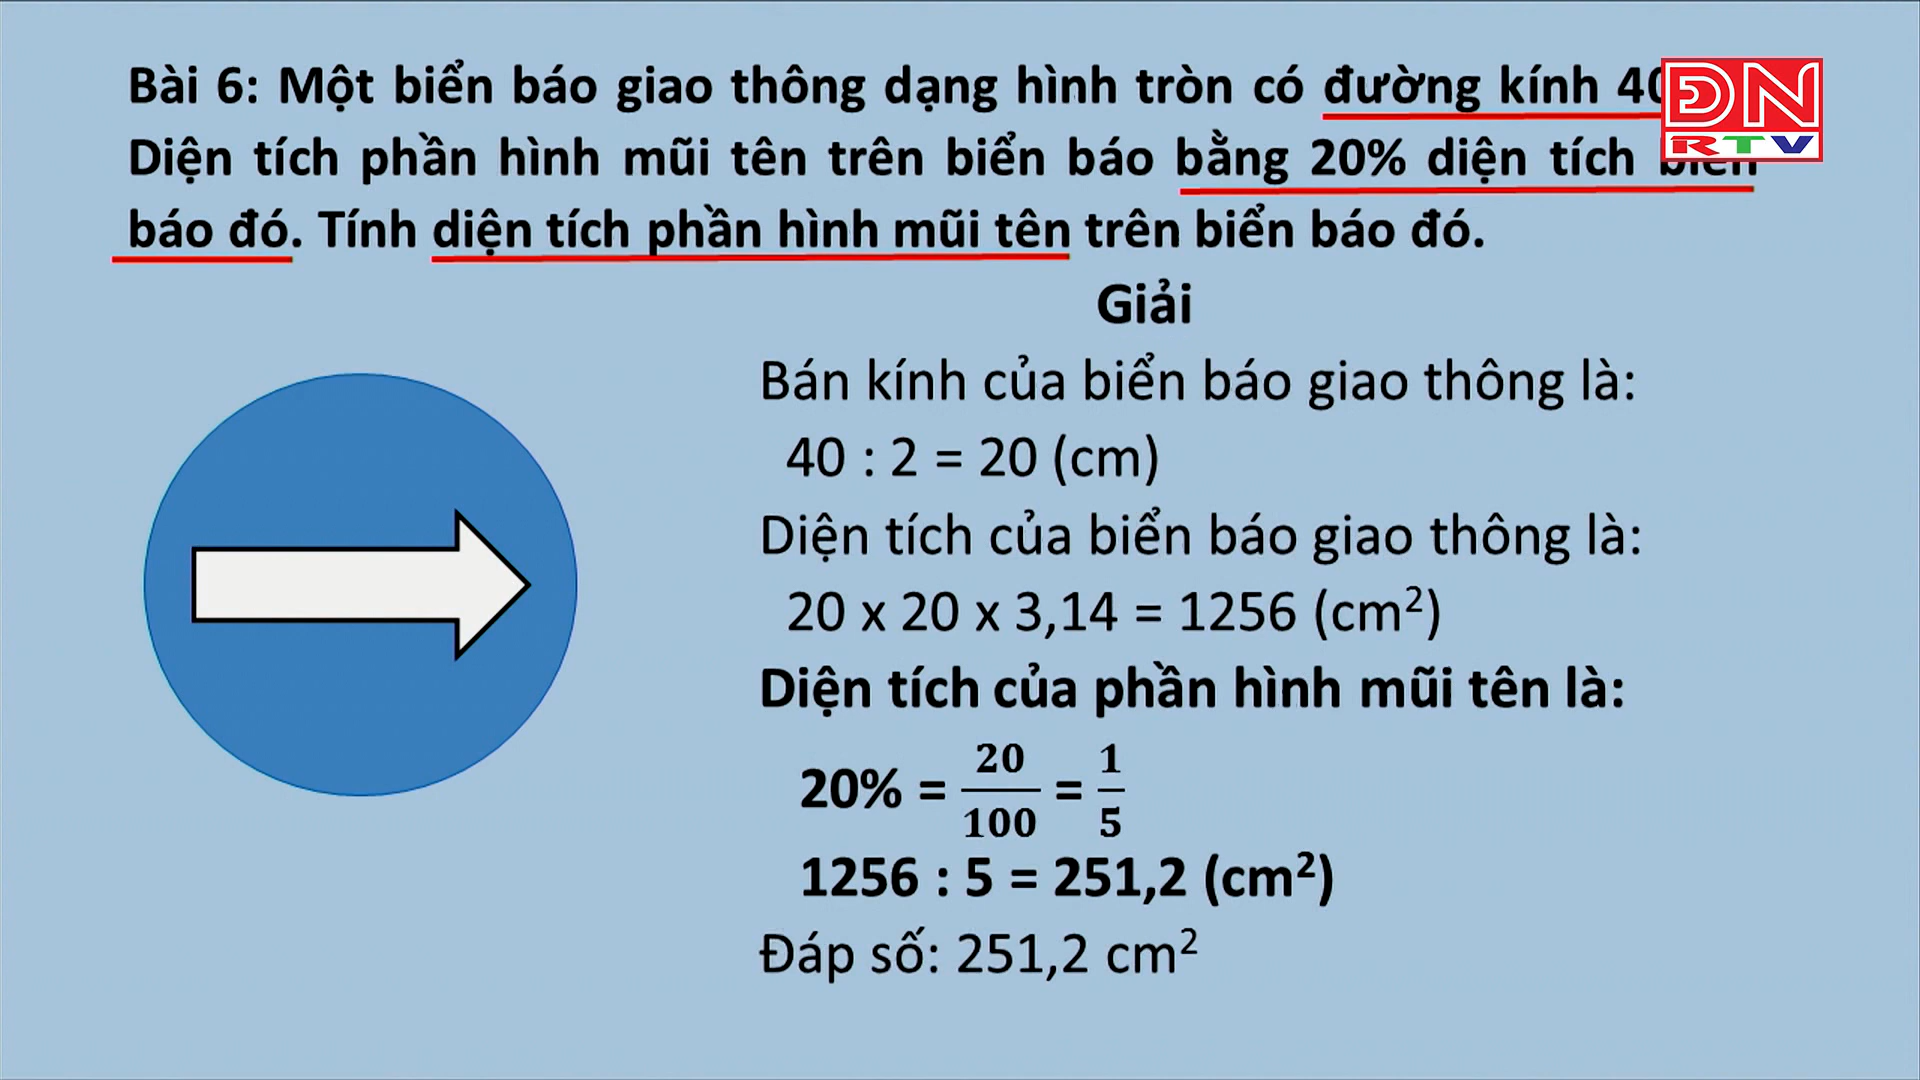 Bài 6: Một biển báo giao thông dạng hình tròn có đường kính 40
Diện tích phần hình mũi tên trên biển báo bằng 20% diện tích biển
báo đó. Tính diện tích phần hình mũi tên trên biển báo đó.
ĐN
RTV
Giải
Bán kính của biển báo giao thông là:
40 : 2 = 20 (cm)
Diện tích của biển báo giao thông là:
20 x 20 x 3,14 = 1256 (cm²)
Diện tích của phần hình mũi tên là:
20% = 20/100 = 1/5
1256 : 5 = 251,2 (cm²)
Đáp số: 251,2 cm²